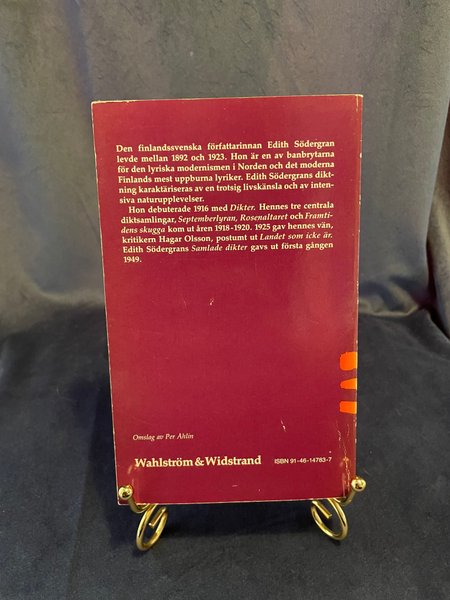 Den finlandssvenska författarinnan Edith Södergran
levde mellan 1892 och 1923. Hon är en av banbrytarna
för den lyriska modernismen i Norden och det moderna
Finlands mest uppburna lyriker. Edith Södergrans dikt-
ning karaktäriseras av en trotsig livskänsla och av inten-
siva naturupplevelser.
Hon debuterade 1916 med Dikter. Hennes tre centrala
diktsamlingar, Septemberlyran, Rosenaltaret och Framti-
dens skugga kom ut åren 1918-1920. 1925 gav hennes vän,
kritikern Hagar Olsson, postumt ut Landet som icke är.
Edith Södergrans Samlade dikter gavs ut första gången
1949.
Omslag av Per Åhlin
Wahlström & Widstrand
ISBN 91-46-14783-7